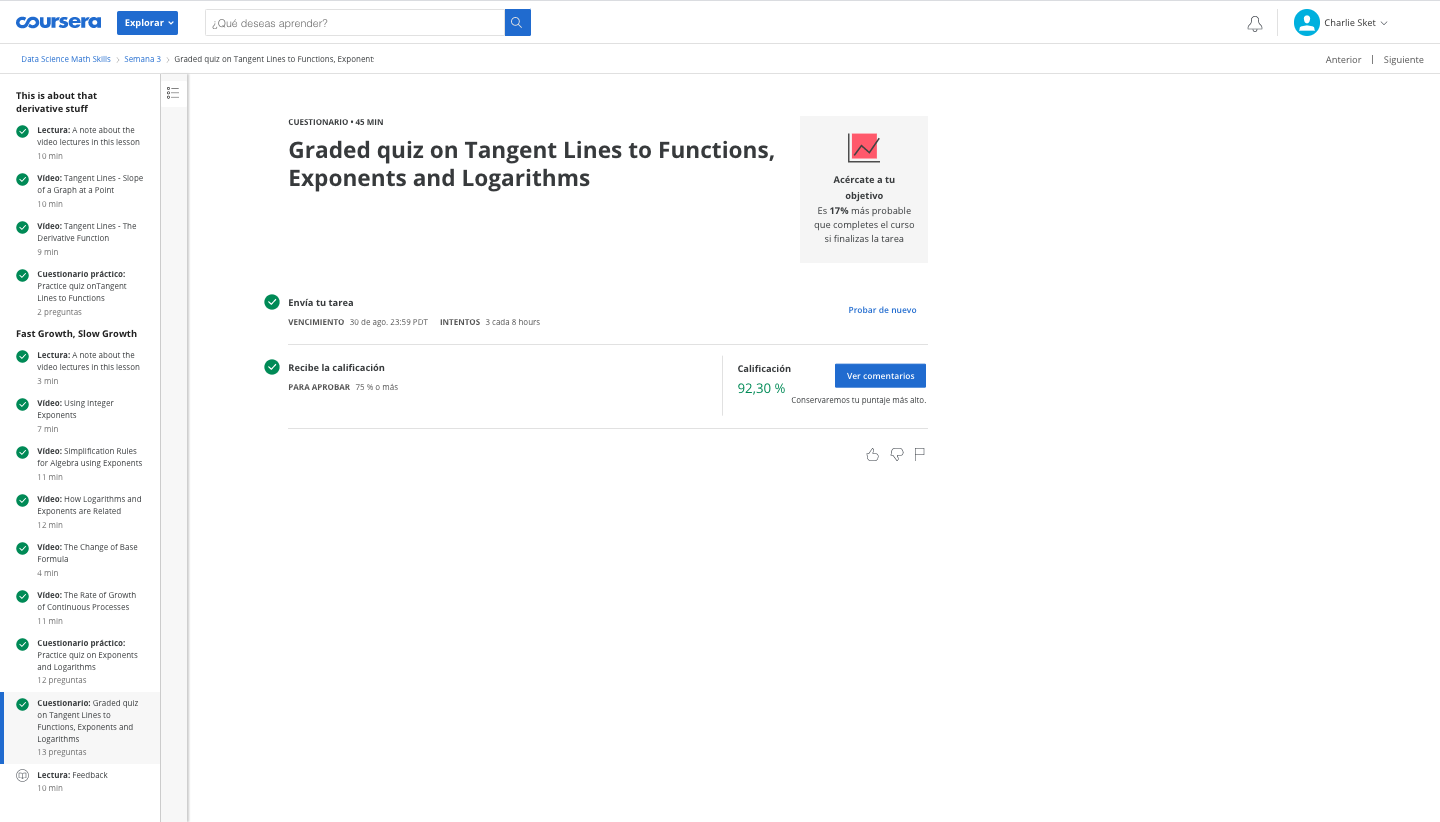 coursera
Explorar
¿Qué deseas aprender?
Charlie Sket
Data Science Math Skills
Semana 3
Graded quiz on Tangent Lines to Functions, Exponent
Anterior
Siguiente
This is about that
derivative stuff
Lectura: A note about the
video lectures in this lesson
10 min
Vídeo: Tangent Lines - Slope
of a Graph at a Point
10 min
Vídeo: Tangent Lines - The
Derivative Function
9 min
Cuestionario práctico:
Practice quiz onTangent
Lines to Functions
2 preguntas
Fast Growth, Slow Growth
Lectura: A note about the
video lectures in this lesson
3 min
Vídeo: Using Integer
Exponents
7 min
Vídeo: Simplification Rules
for Algebra using Exponents
11 min
Vídeo: How Logarithms and
Exponents are Related
12 min
Vídeo: The Change of Base
Formula
4 min
Vídeo: The Rate of Growth
of Continuous Processes
11 min
Cuestionario práctico:
Practice quiz on Exponents
and Logarithms
12 preguntas
Cuestionario: Graded quiz
on Tangent Lines to
Functions, Exponents and
Logarithms
13 preguntas
Lectura: Feedback
10 min
CUESTIONARIO • 45 MIN
Graded quiz on Tangent Lines to Functions,
Exponents and Logarithms
Acércate a tu
objetivo
Es 17% más probable
que completes el curso
si finalizas la tarea
Envía tu tarea
VENCIMIENTO 30 de ago. 23:59 PDT INTENTOS 3 cada 8 hours
Probar de nuevo
Recibe la calificación
PARA APROBAR 75 % o más
Calificación
92,30 %
Ver comentarios
Conservaremos tu puntaje más alto.